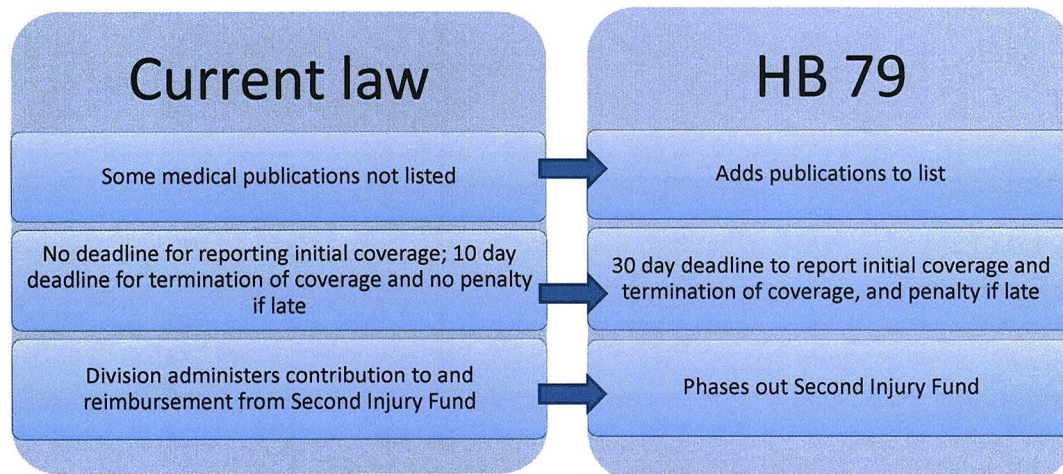 Current law
HB 79
Some medical publications not listed
Adds publications to list
No deadline for reporting initial coverage; 10 day
deadline for termination of coverage and no penalty
if late
30 day deadline to report initial coverage and
termination of coverage, and penalty if late
Division administers contribution to and
reimbursement from Second Injury Fund
Phases out Second Injury Fund